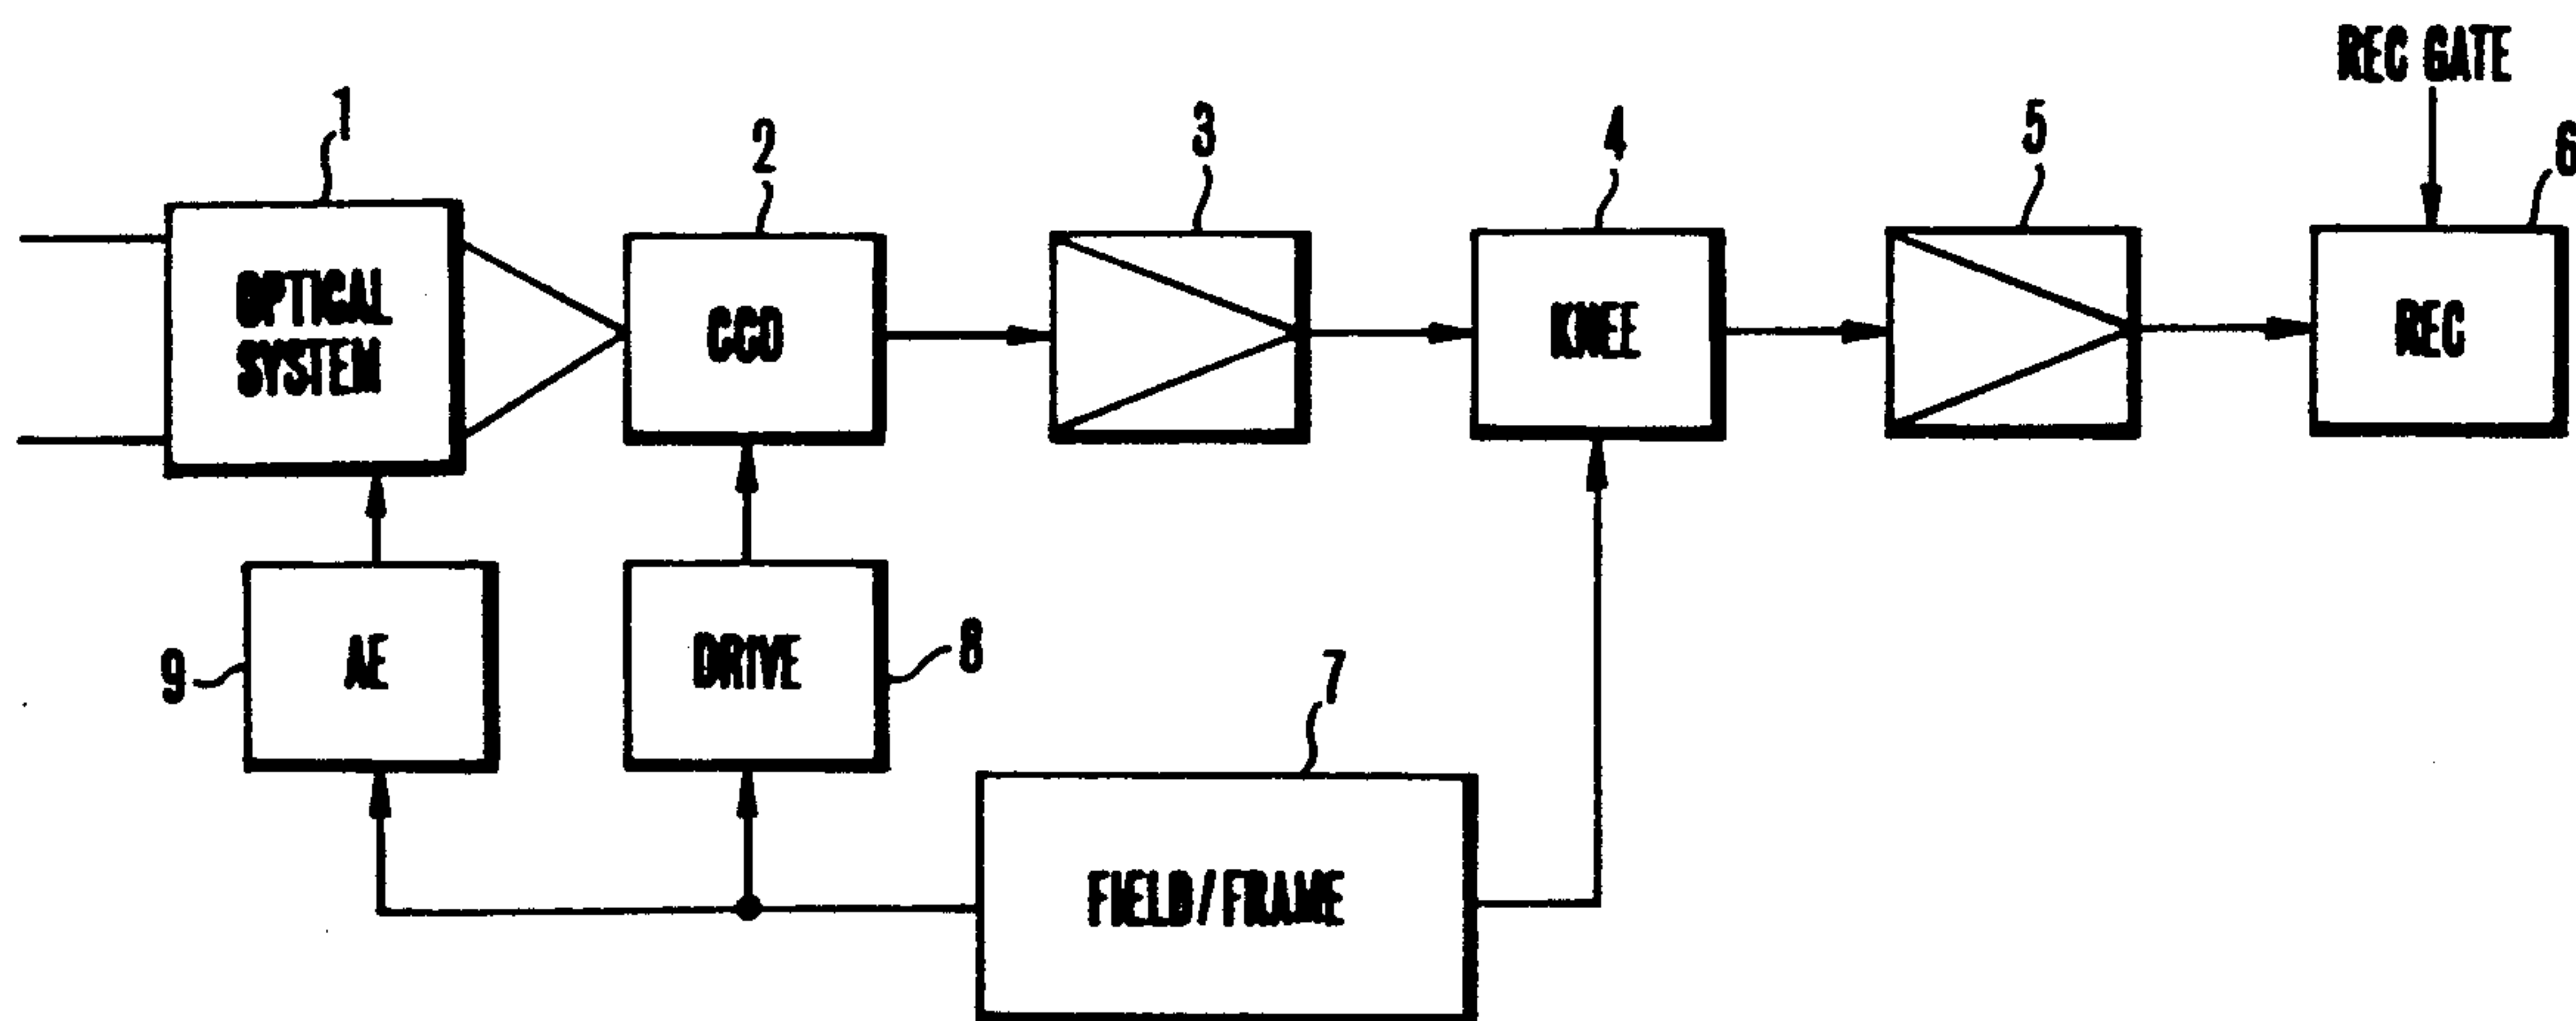 REC GATE
1
2
3
4
5
6
OPTICAL
SYSTEM
CCD
KNEE
REC
9
AE
DRIVE
8
7
FIELD/FRAME